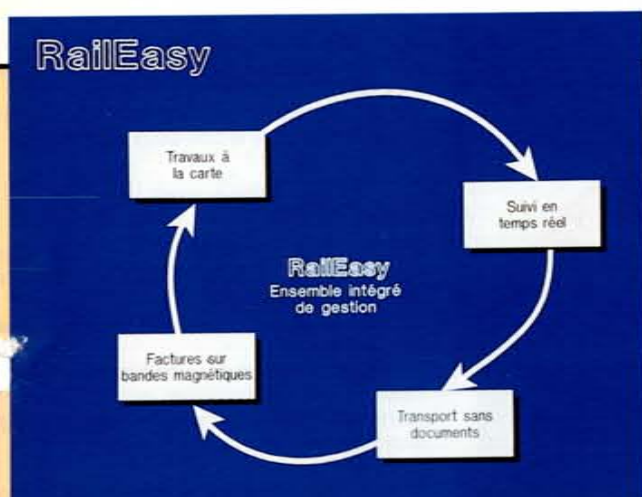 RailEasy
Travaux à
la carte
Suivi en
temps réel
RailEasy
Ensemble intégré
de gestion
Factures sur
bandes magnétiques
Transport sans
documents